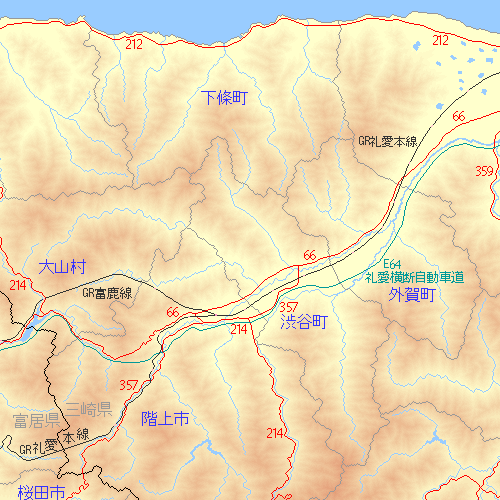 212
212
下條町
66
GR礼愛本線
359
66
E64
礼愛横断自動車道
大山村
214
GR富鹿線
外賀町
357
66
渋谷町
214
357
三崎県
富居県
階上市
214
GR礼愛本線
桜田市